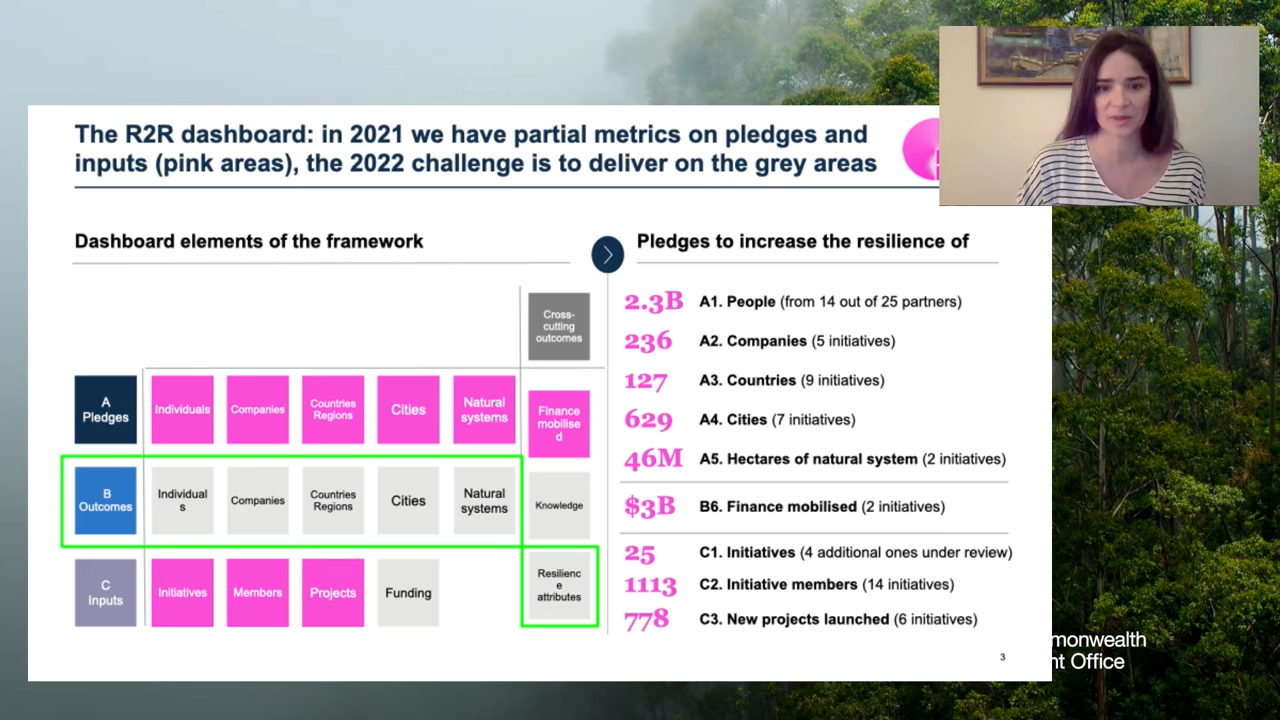 The R2R dashboard: in 2021 we have partial metrics on pledges and
inputs (pink areas), the 2022 challenge is to deliver on the grey areas
Dashboard elements of the framework
Cross-
cutting
outcomes
A
Pledges
Individuals
Companies
Countries
Regions
Cities
Natural
systems
Finance
mobilise
d
B
Outcomes
Individual
s
Companies
Countries
Regions
Cities
Natural
systems
Knowledge
C
Inputs
Initiatives
Members
Projects
Funding
Resilienc
e
attributes
Pledges to increase the resilience of
2.3B A1. People (from 14 out of 25 partners)
236 A2. Companies (5 initiatives)
127 A3. Countries (9 initiatives)
629 A4. Cities (7 initiatives)
46M A5. Hectares of natural system (2 initiatives)
$3B B6. Finance mobilised (2 initiatives)
25 C1. Initiatives (4 additional ones under review)
1113 C2. Initiative members (14 initiatives)
778 C3. New projects launched (6 initiatives)
3
monwealth
nt Office